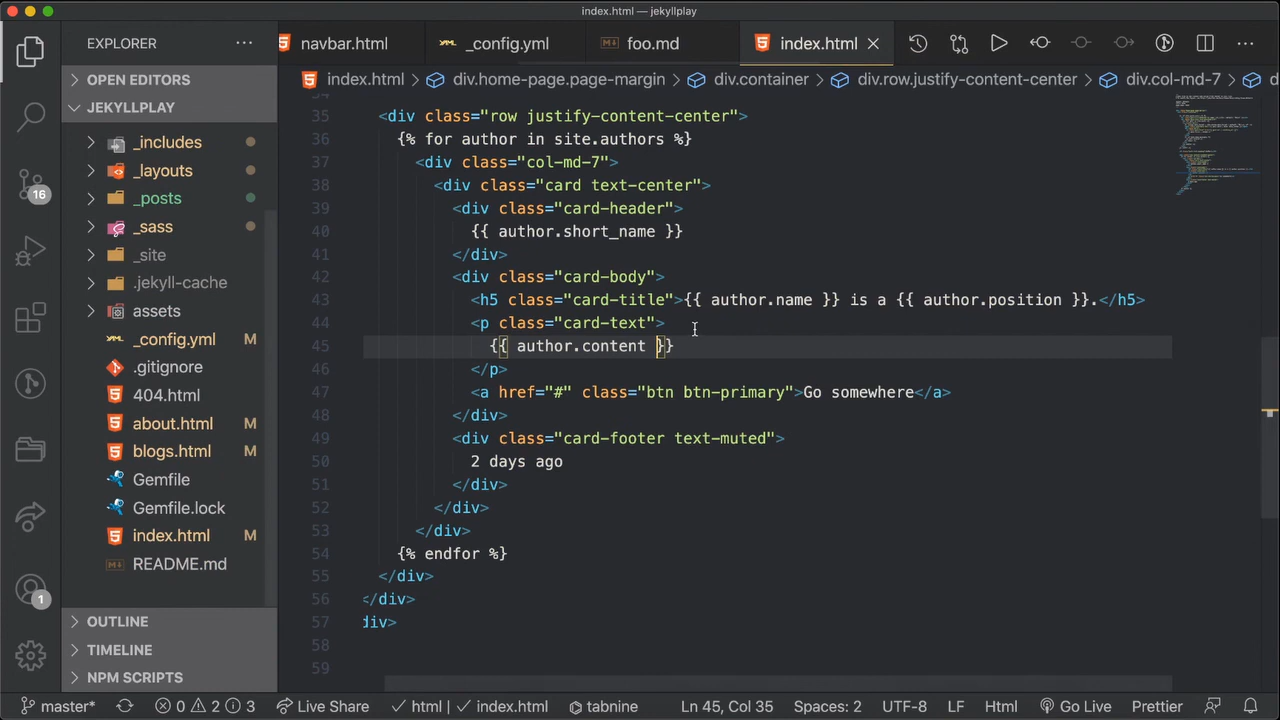 index.html — jekyllplay
EXPLORER
navbar.html
_config.yml
foo.md
index.html
OPEN EDITORS
JEKYLLPLAY
_includes
_layouts
_posts
_sass
_site
.jekyll-cache
assets
_config.yml M
.gitignore
404.html
about.html M
blogs.html M
Gemfile
Gemfile.lock
index.html M
README.md
OUTLINE
TIMELINE
NPM SCRIPTS
16
1
index.html > div.home-page.page-margin > div.container > div.row.justify-content-center > div.col-md-7 > d
34
35 <div class="row justify-content-center">
36 {% for author in site.authors %}
37 <div class="col-md-7">
38 <div class="card text-center">
39 <div class="card-header">
40 {{ author.short_name }}
41 </div>
42 <div class="card-body">
43 <h5 class="card-title">{{ author.name }} is a {{ author.position }}.</h5>
44 <p class="card-text">
45 {{ author.content }}
46 </p>
47 <a href="#" class="btn btn-primary">Go somewhere</a>
48 </div>
49 <div class="card-footer text-muted">
50 2 days ago
51 </div>
52 </div>
53 </div>
54 {% endfor %}
55 </div>
56 </div>
57 div>
58
59
master* 0 2 3 Live Share html index.html tabnine Ln 45, Col 35 Spaces: 2 UTF-8 LF Html Go Live Prettier